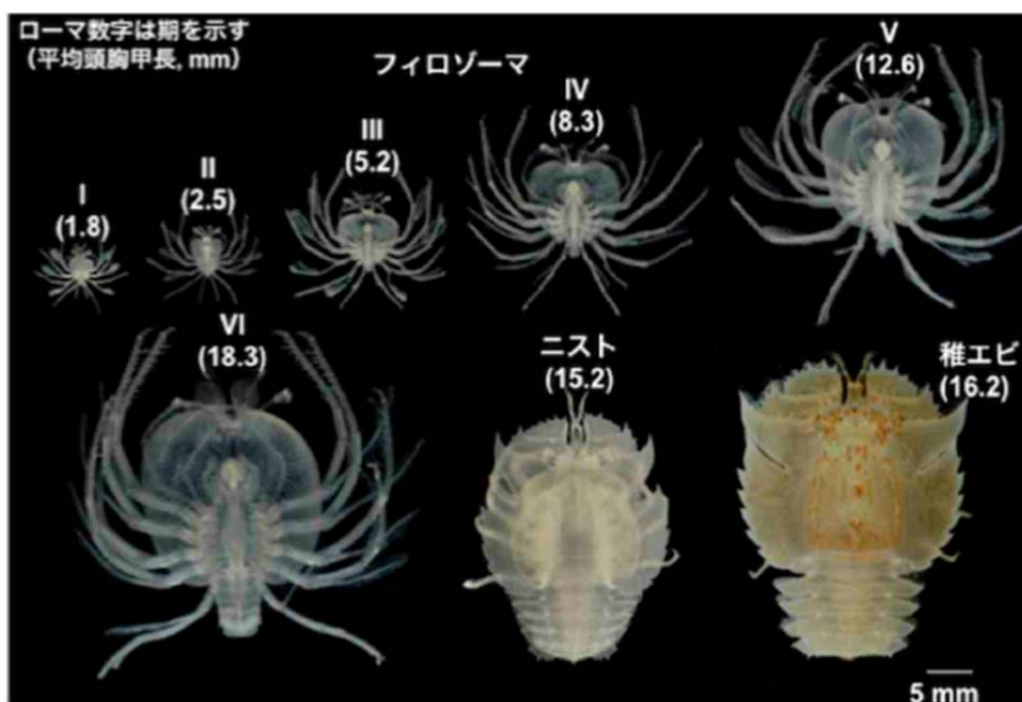 ローマ数字は期を示す
（平均頭胸甲長, mm）
フィロゾーマ
I
(1.8)
II
(2.5)
III
(5.2)
IV
(8.3)
V
(12.6)
VI
(18.3)
ニスト
(15.2)
稚エビ
(16.2)
5 mm